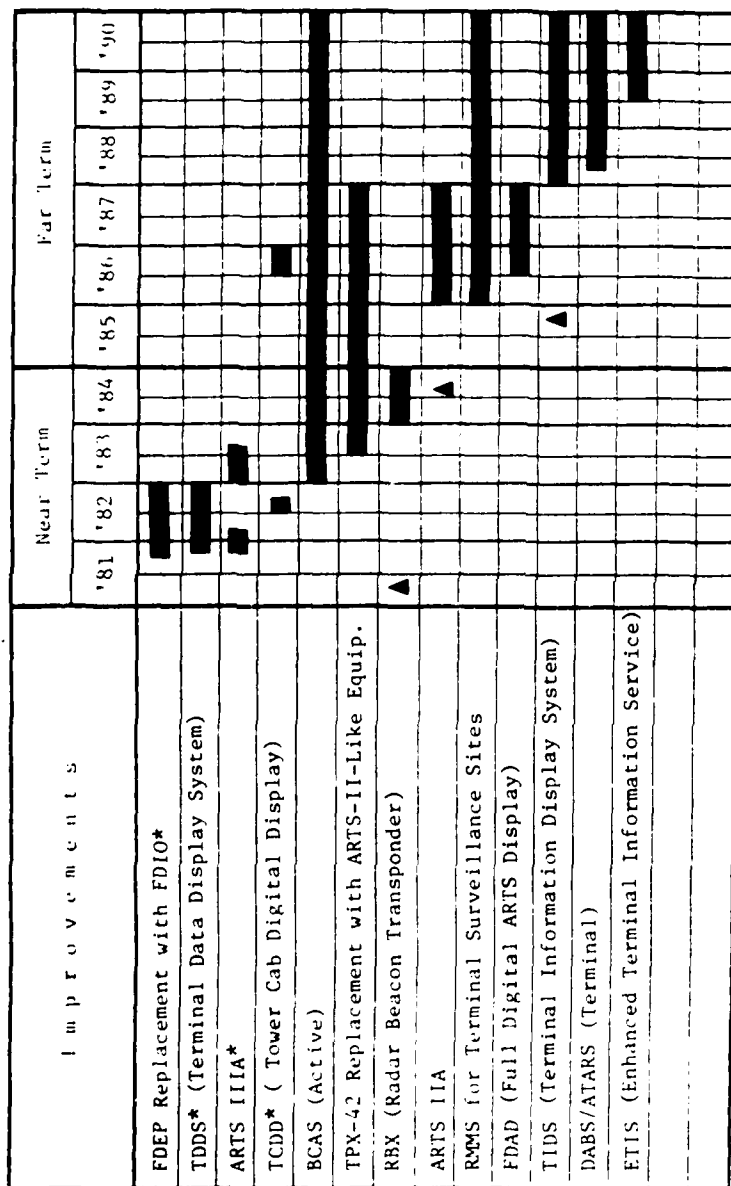 Improvements
Near Term
Far Term
'81
'82
'83
'84
'85
'86
'87
'88
'89
'90
FDEP Replacement with FDIO*
TDDS* (Terminal Data Display System)
ARTS IIIA*
TCDD* ( Tower Cab Digital Display)
BCAS (Active)
TPX-42 Replacement with ARTS-II-Like Equip.
RBX (Radar Beacon Transponder)
ARTS IIA
RMMS for Terminal Surveillance Sites
FDAD (Full Digital ARTS Display)
TIDS (Terminal Information Display System)
DABS/ATARS (Terminal)
ETIS (Enhanced Terminal Information Service)